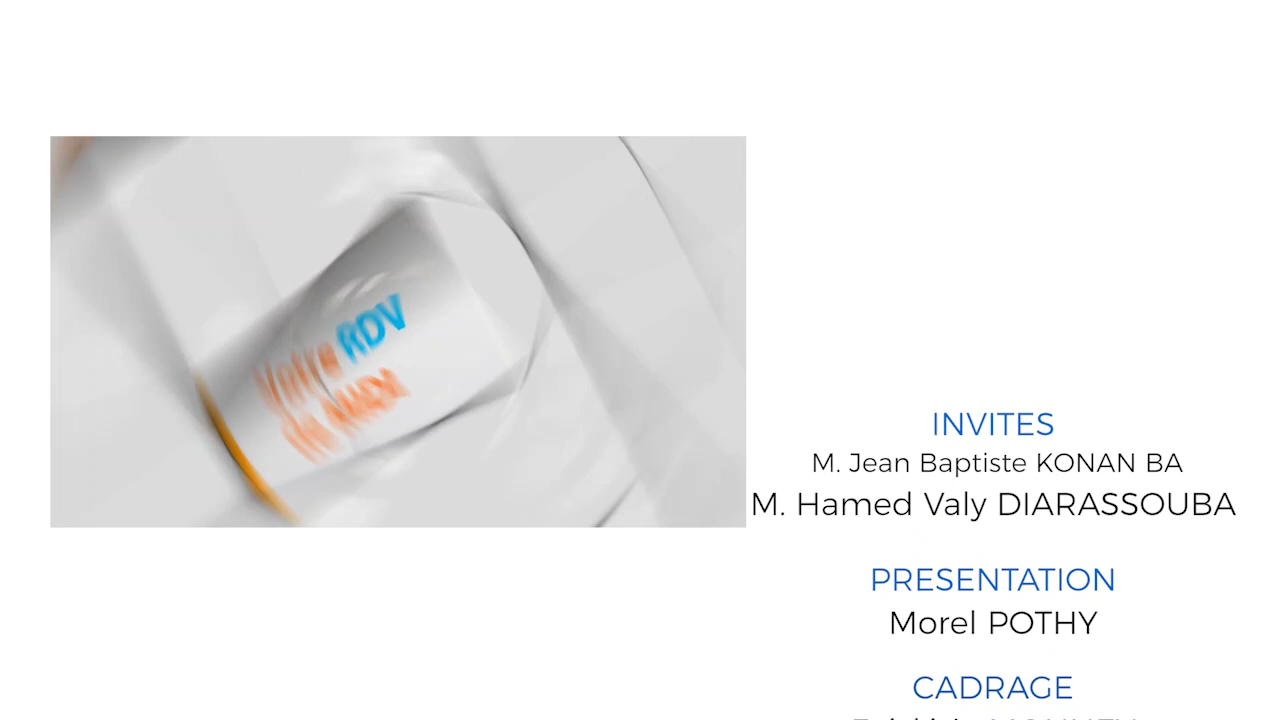 Votre RDV
INVITES
M. Jean Baptiste KONAN BA
M. Hamed Valy DIARASSOUBA
PRESENTATION
Morel POTHY
CADRAGE